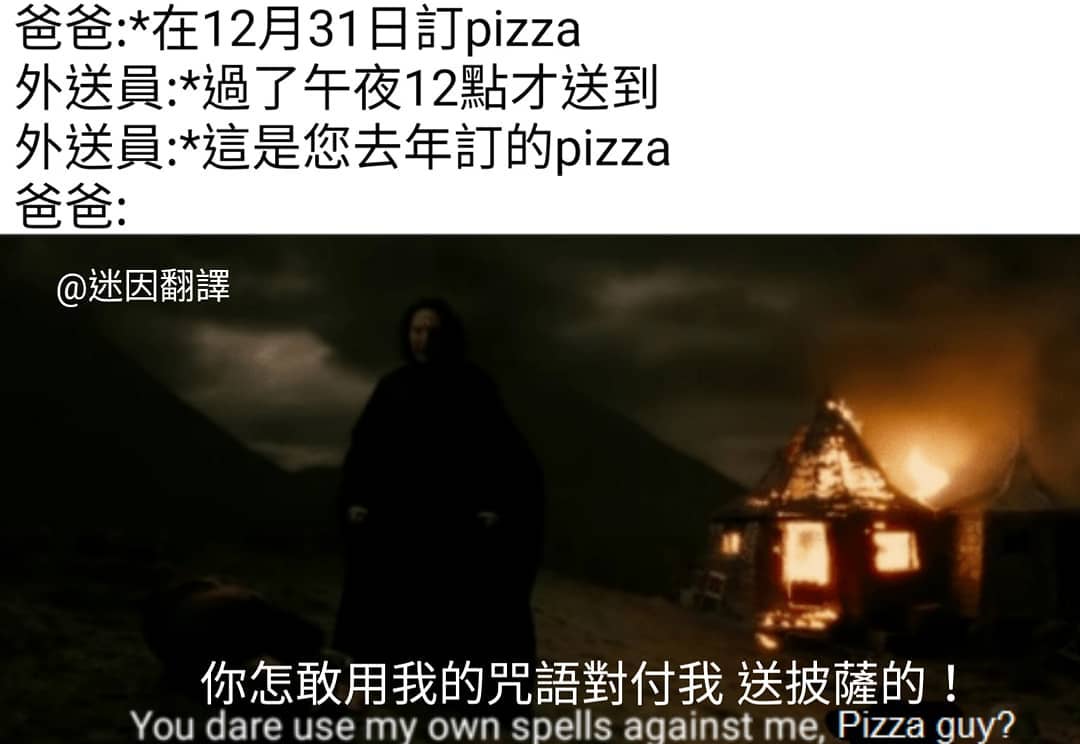 爸爸:*在12月31日訂pizza
外送員:*過了午夜12點才送到
外送員:*這是您去年訂的pizza
爸爸:
@迷因翻譯
你怎敢用我的咒語對付我 送披薩的！
You dare use my own spells against me, Pizza guy?